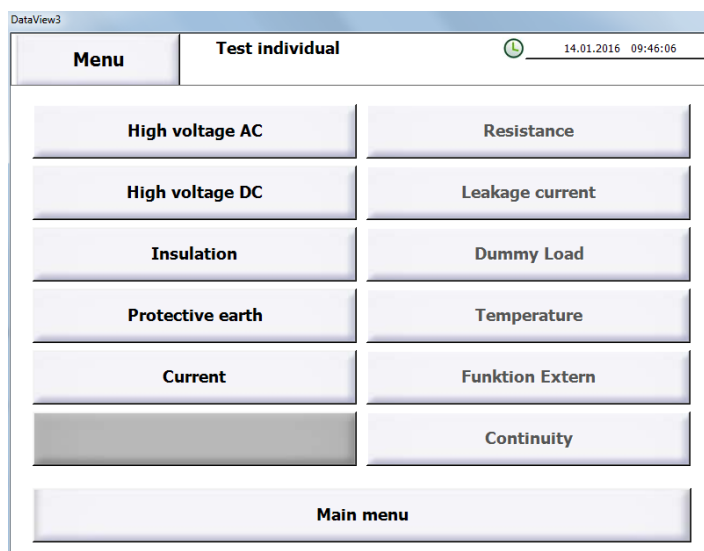 DataView3
Menu
Test individual
14.01.2016 09:46:06
High voltage AC
Resistance
High voltage DC
Leakage current
Insulation
Dummy Load
Protective earth
Temperature
Current
Funktion Extern
Continuity
Main menu